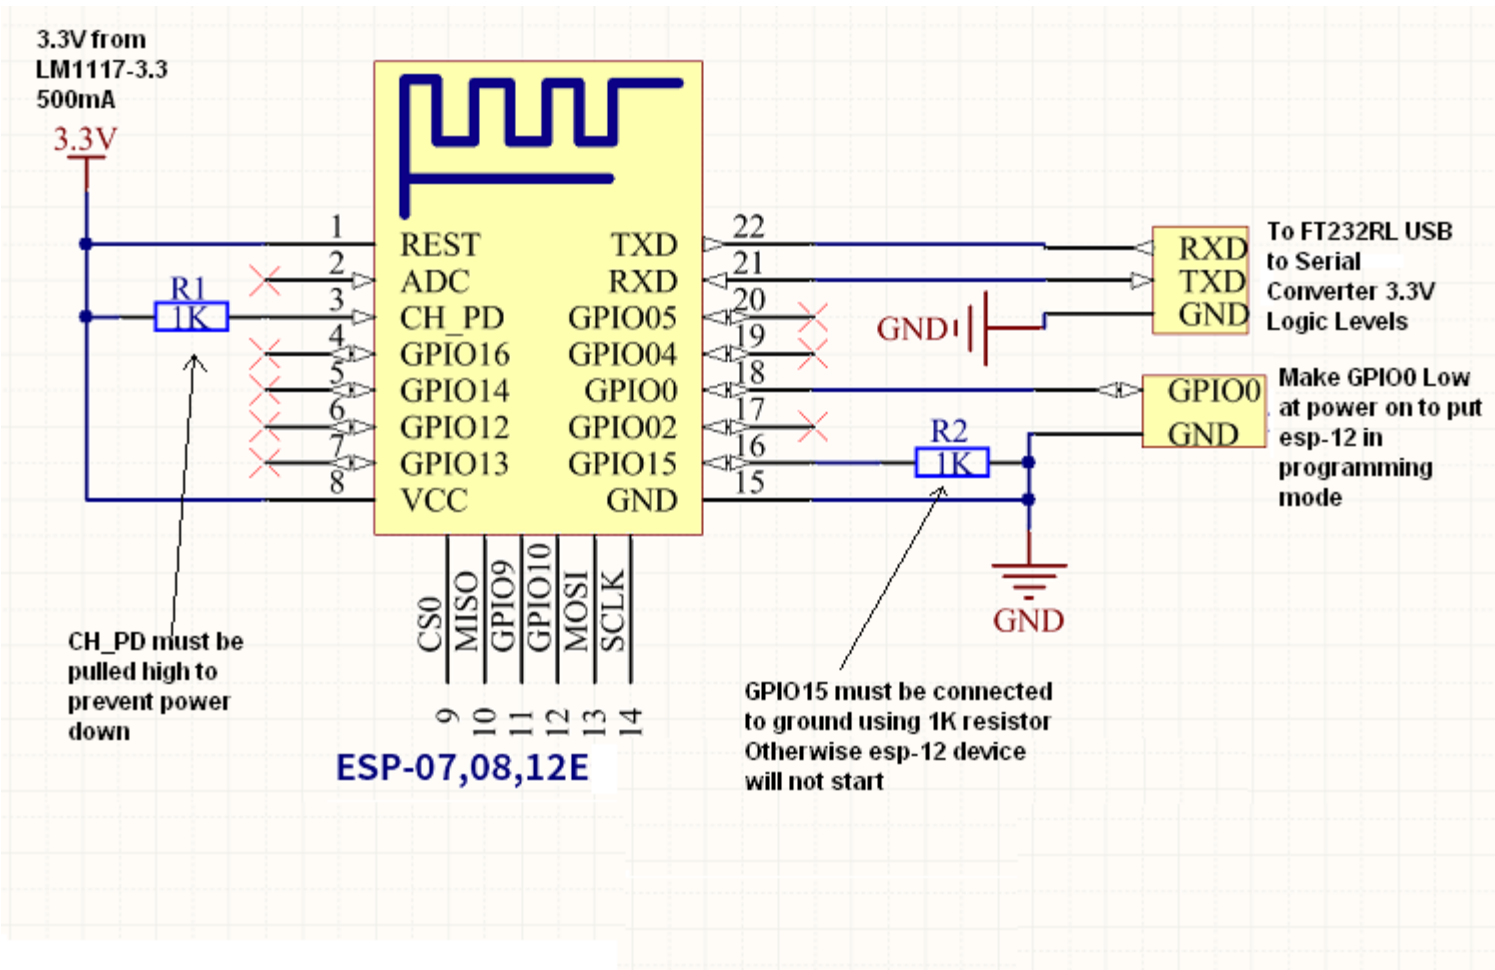 3.3V from
LM1117-3.3
500mA
3.3V
1
REST
2
ADC
R1
1K
3
CH_PD
4
GPIO16
5
GPIO14
6
GPIO12
7
GPIO13
8
VCC
TXD
22
RXD
21
GPIO05
20
GPIO04
19
GPIO0
18
GPIO02
17
GPIO15
16
GND
15
RXD
TXD
GND
To FT232RL USB
to Serial
Converter 3.3V
Logic Levels
GND
GPIO0
GND
Make GPIO0 Low
at power on to put
esp-12 in
programming
mode
R2
1K
GND
CS0
MISO
GPIO9
GPIO10
MOSI
SCLK
9
10
11
12
13
14
ESP-07,08,12E
CH_PD must be
pulled high to
prevent power
down
GPIO15 must be connected
to ground using 1K resistor
Otherwise esp-12 device
will not start